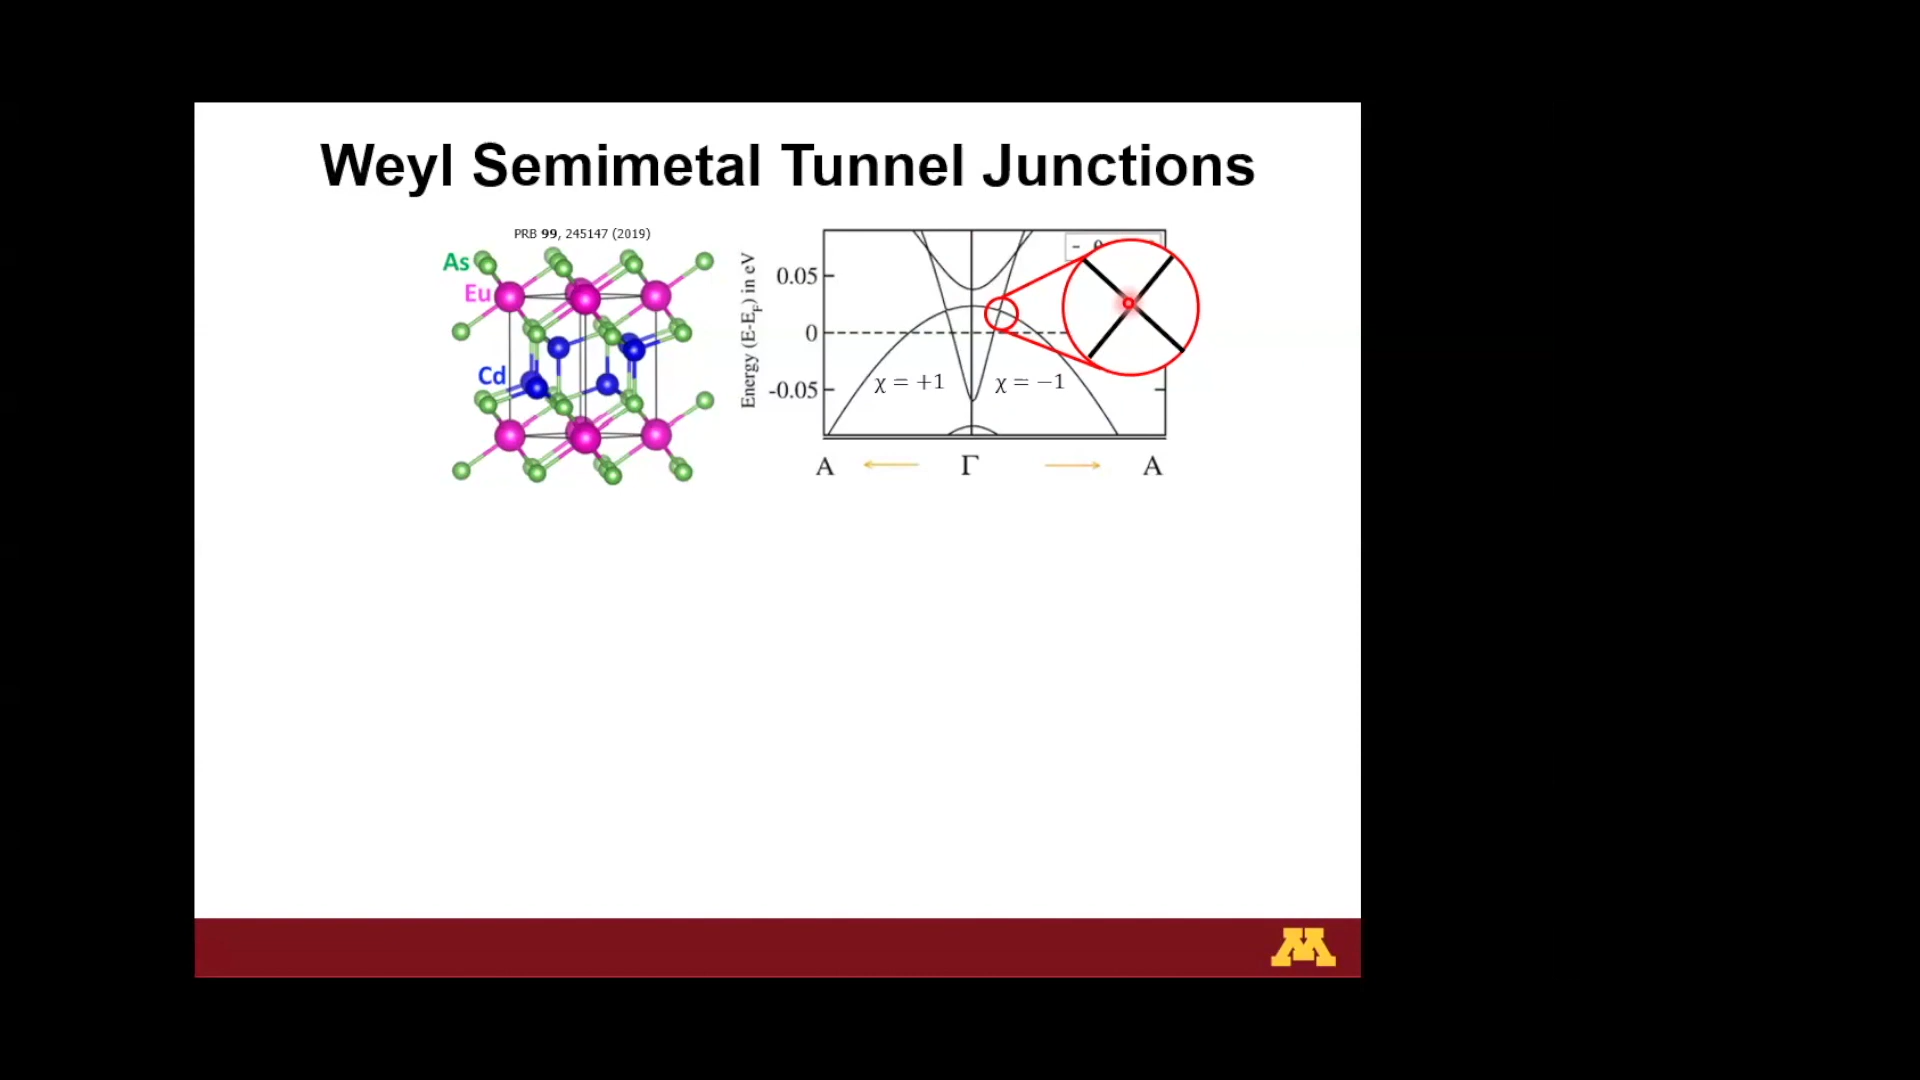 Weyl Semimetal Tunnel Junctions
PRB 99, 245147 (2019)
As
Eu
Cd
Energy (E-E_F) in eV
0.05
0
-0.05
χ = +1
χ = −1
A
Γ
A
M